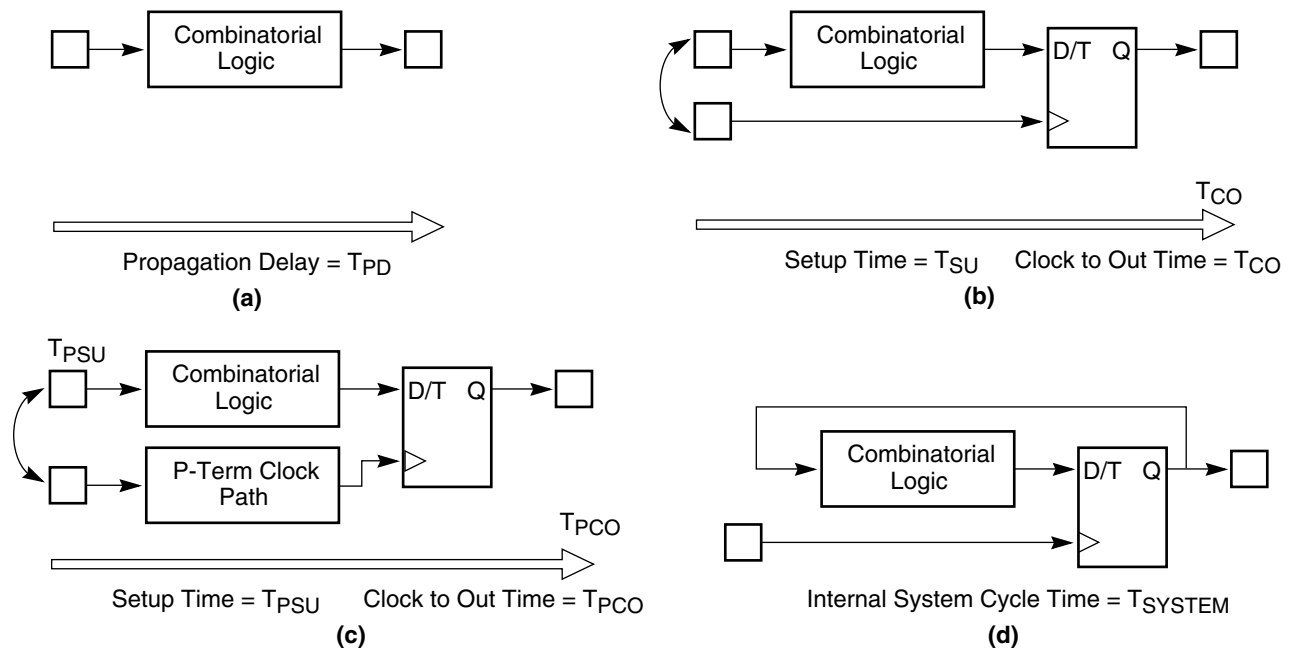 Combinatorial
Logic
Propagation Delay = TPD
(a)
Combinatorial
Logic
D/T Q
TCO
Setup Time = TSU Clock to Out Time = TCO
(b)
TPSU
Combinatorial
Logic
D/T Q
P-Term Clock
Path
TPCO
Setup Time = TPSU Clock to Out Time = TPCO
(c)
Combinatorial
Logic
D/T Q
Internal System Cycle Time = TSYSTEM
(d)